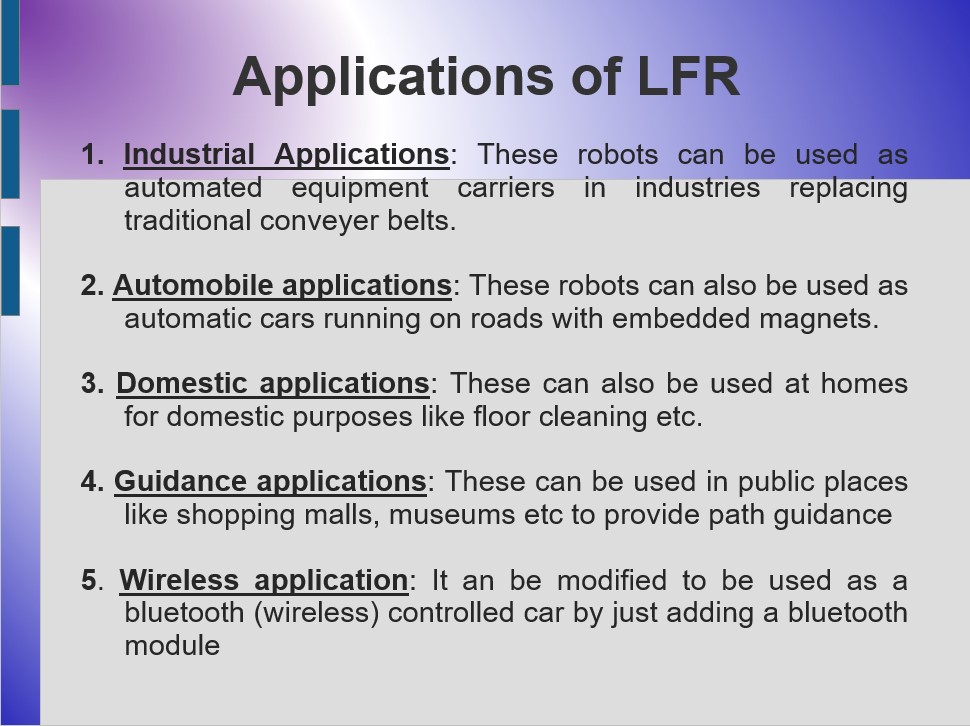 Applications of LFR
1. Industrial Applications: These robots can be used as
automated equipment carriers in industries replacing
traditional conveyer belts.
2. Automobile applications: These robots can also be used as
automatic cars running on roads with embedded magnets.
3. Domestic applications: These can also be used at homes
for domestic purposes like floor cleaning etc.
4. Guidance applications: These can be used in public places
like shopping malls, museums etc to provide path guidance
5. Wireless application: It an be modified to be used as a
bluetooth (wireless) controlled car by just adding a bluetooth
module